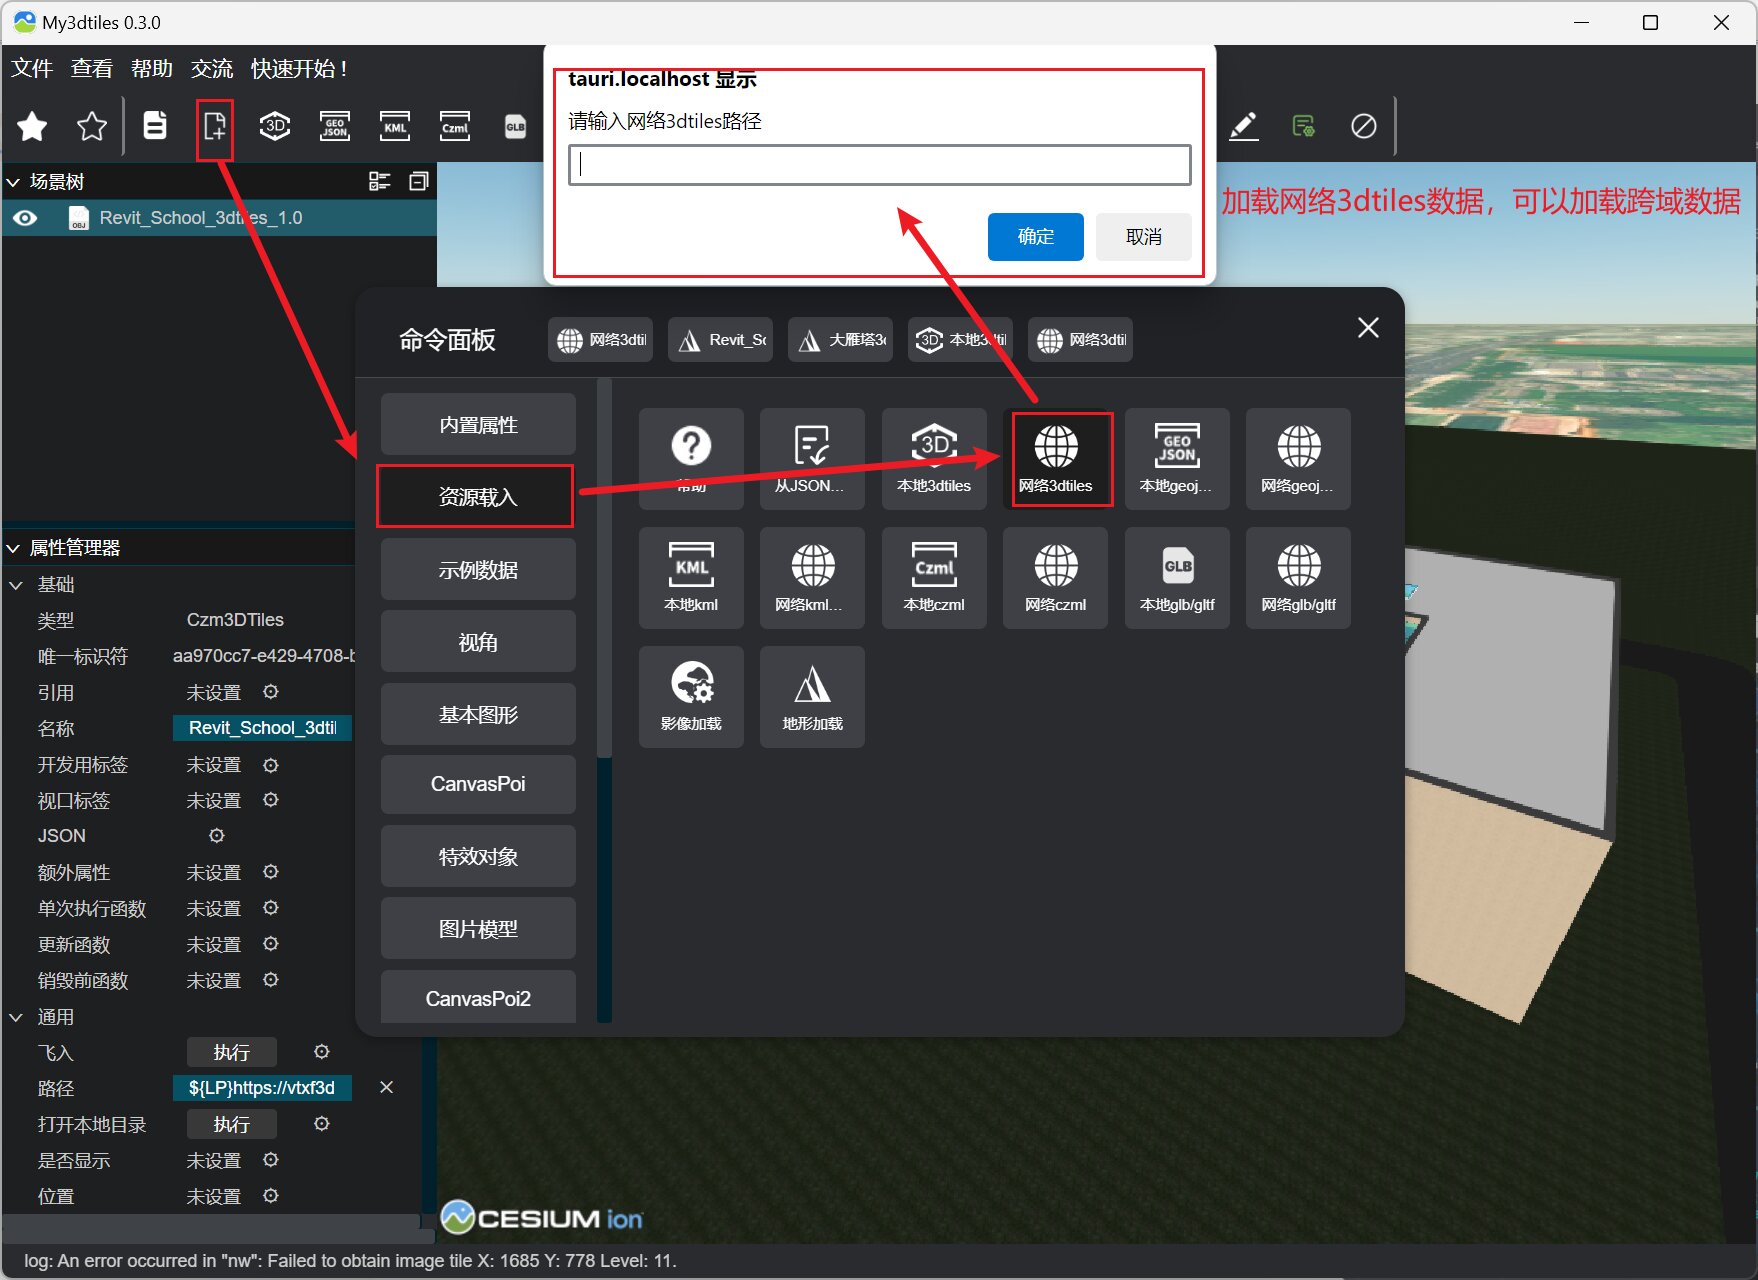 My3dtiles 0.3.0
文件 查看 帮助 交流 快速开始！
3D
GEO
JSON
KML
Czml
GLB
tauri.localhost 显示
请输入网络3dtiles路径
确定
取消
加载网络3dtiles数据，可以加载跨域数据
场景树
OBJ
Revit_School_3dtiles_1.0
命令面板
网络3dtil
Revit_Sc
大雁塔3d
3D
本地3dtil
网络3dtil
内置属性
资源载入
示例数据
视角
基本图形
CanvasPoi
特效对象
图片模型
CanvasPoi2
帮助
从JSON...
3D
本地3dtiles
网络3dtiles
GEO
JSON
本地geoj...
网络geoj...
KML
本地kml
网络kml...
Czml
本地czml
网络czml
GLB
本地glb/gltf
网络glb/gltf
影像加载
地形加载
属性管理器
基础
类型 Czm3DTiles
唯一标识符 aa970cc7-e429-4708-b
引用 未设置
名称 Revit_School_3dtil
开发用标签 未设置
视口标签 未设置
JSON
额外属性 未设置
单次执行函数 未设置
更新函数 未设置
销毁前函数 未设置
通用
飞入 执行
路径 ${LP}https://vtxf3d
打开本地目录 执行
是否显示 未设置
位置 未设置
CESIUM ion
log: An error occurred in "nw": Failed to obtain image tile X: 1685 Y: 778 Level: 11.